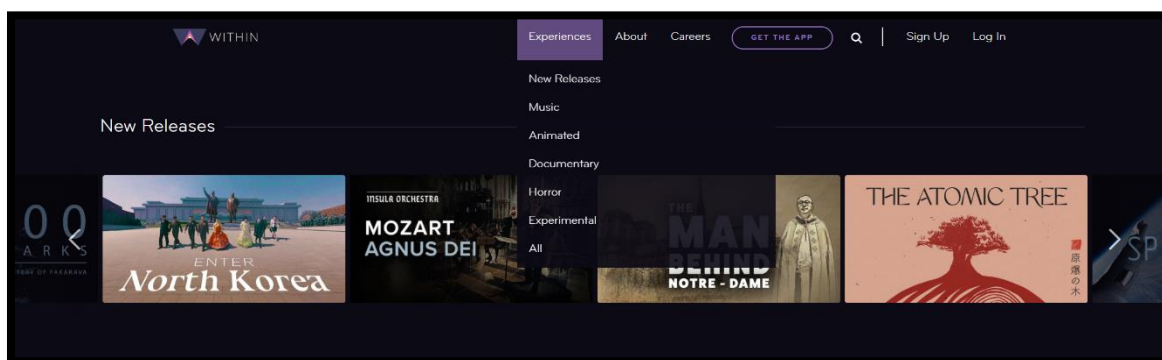 WITHIN
Experiences
About
Careers
GET THE APP
Sign Up
Log In
New Releases
Music
Animated
Documentary
Horror
Experimental
All
New Releases
00
ARKS
ENTER
North Korea
INSULA ORCHESTRA
MOZART
AGNUS DEI
THE
MAN
BEHIND
NOTRE - DAME
THE ATOMIC TREE
原爆の木
SP